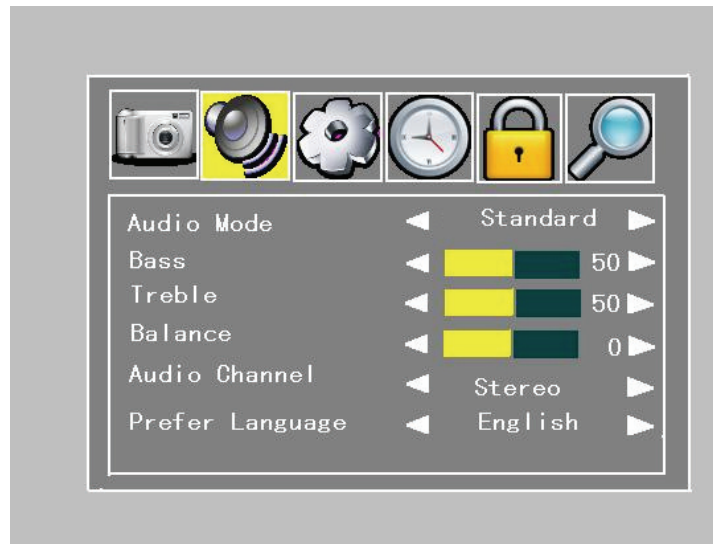 Audio Mode Standard
Bass 50
Treble 50
Balance 0
Audio Channel Stereo
Prefer Language English